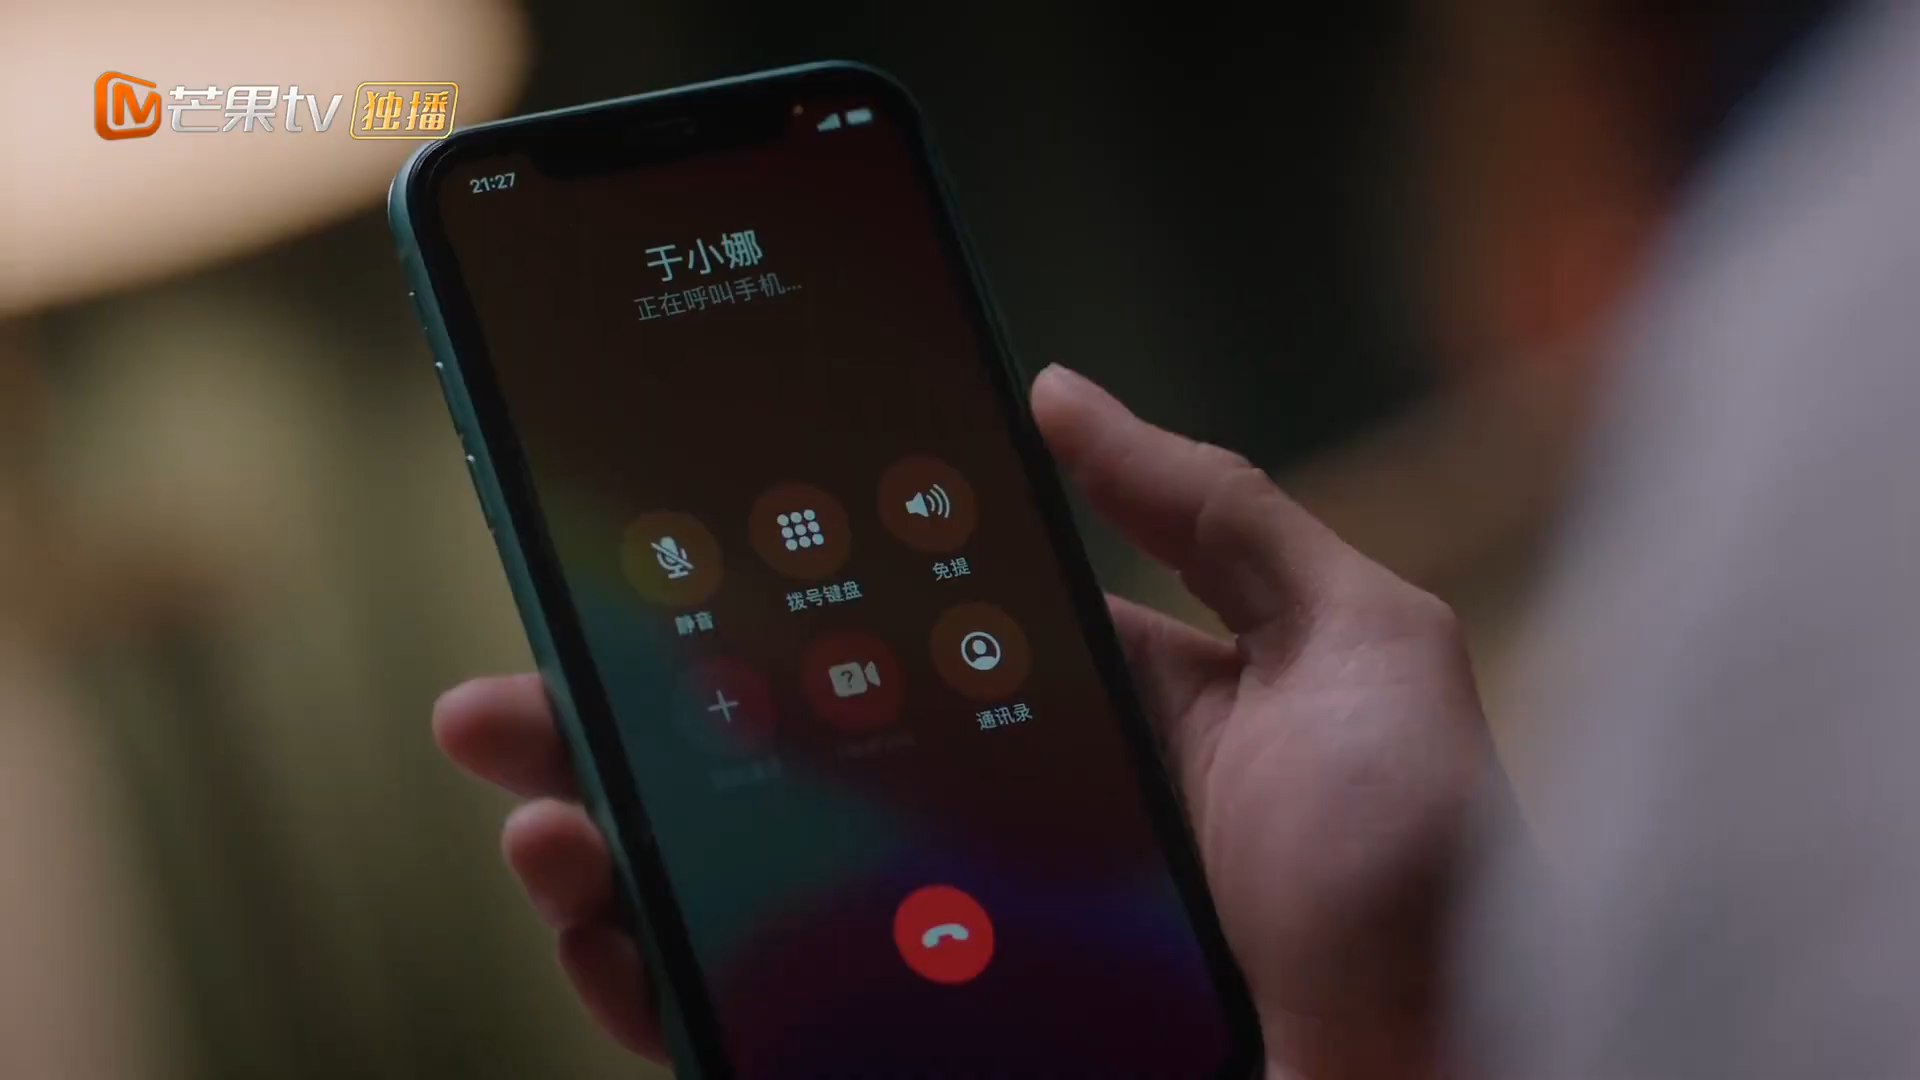 芒果tv 独播
21:27
于小娜
正在呼叫手机...
静音
拨号键盘
免提
通讯录